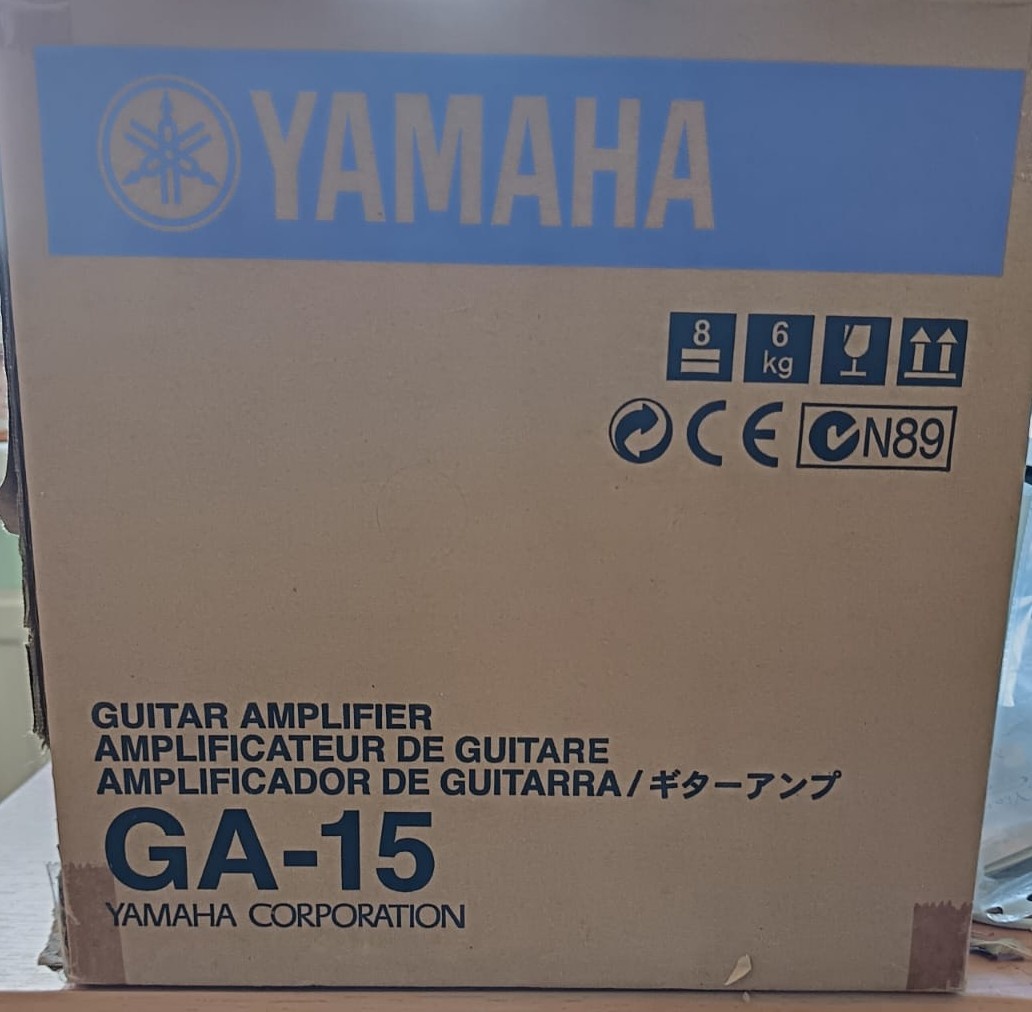 YAMAHA
8 6 kg
CE N89
GUITAR AMPLIFIER
AMPLIFICATEUR DE GUITARE
AMPLIFICADOR DE GUITARRA / ギターアンプ
GA-15
YAMAHA CORPORATION